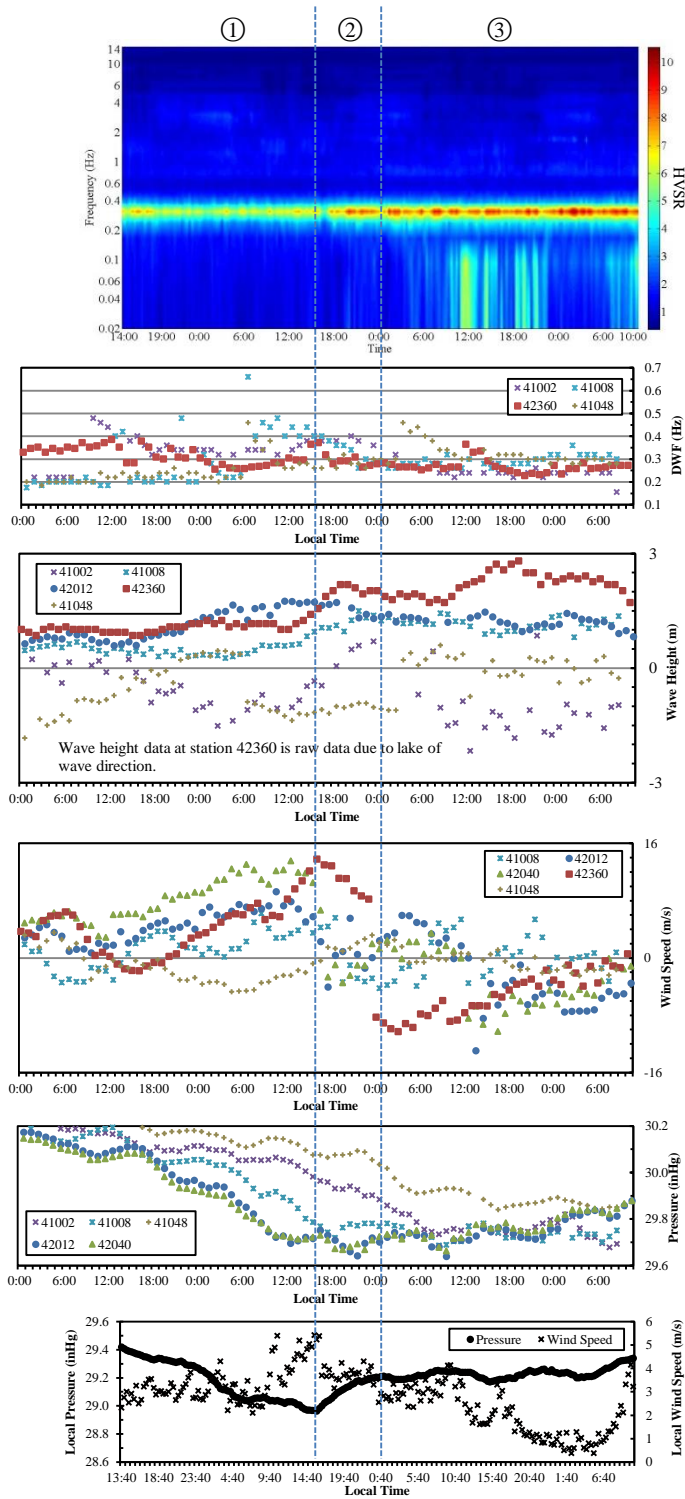 ① ② ③
14
10
6
4
2
1
0.6
0.4
0.2
0.1
0.06
0.04
0.02
Frequency (Hz)
14:00 19:00 0:00 6:00 12:00 18:00 0:00 6:00 12:00 18:00 0:00 10:00
Time
10
9
8
7
6
5
4
3
2
1
HVSR
41002 41008
42360 41048
0.7
0.6
0.5
0.4
0.3
0.2
0.1
DWF (Hz)
0:00 6:00 12:00 18:00 0:00 6:00 12:00 18:00 0:00 6:00 12:00 18:00 0:00 6:00
Local Time
41002 41008
42012 42360
41048
3
0
-3
Wave Height (m)
Wave height data at station 42360 is raw data due to lake of
wave direction.
0:00 6:00 12:00 18:00 0:00 6:00 12:00 18:00 0:00 6:00 12:00 18:00 0:00 6:00
Local Time
41008 42012
42040 42360
41048
16
0
-16
Wind Speed (m/s)
0:00 6:00 12:00 18:00 0:00 6:00 12:00 18:00 0:00 6:00 12:00 18:00 0:00 6:00
Local Time
41002 41008 41048
42012 42040
30.2
30.0
29.8
29.6
Pressure (inHg)
0:00 6:00 12:00 18:00 0:00 6:00 12:00 18:00 0:00 6:00 12:00 18:00 0:00 6:00
Local Time
Pressure Wind Speed
29.6
29.4
29.2
29.0
28.8
28.6
Local Pressure (inHg)
6
5
4
3
2
1
0
Local Wind Speed (m/s)
13:40 18:40 23:40 4:40 9:40 14:40 19:40 0:40 5:40 10:40 15:40 20:40 1:40 6:40
Local Time